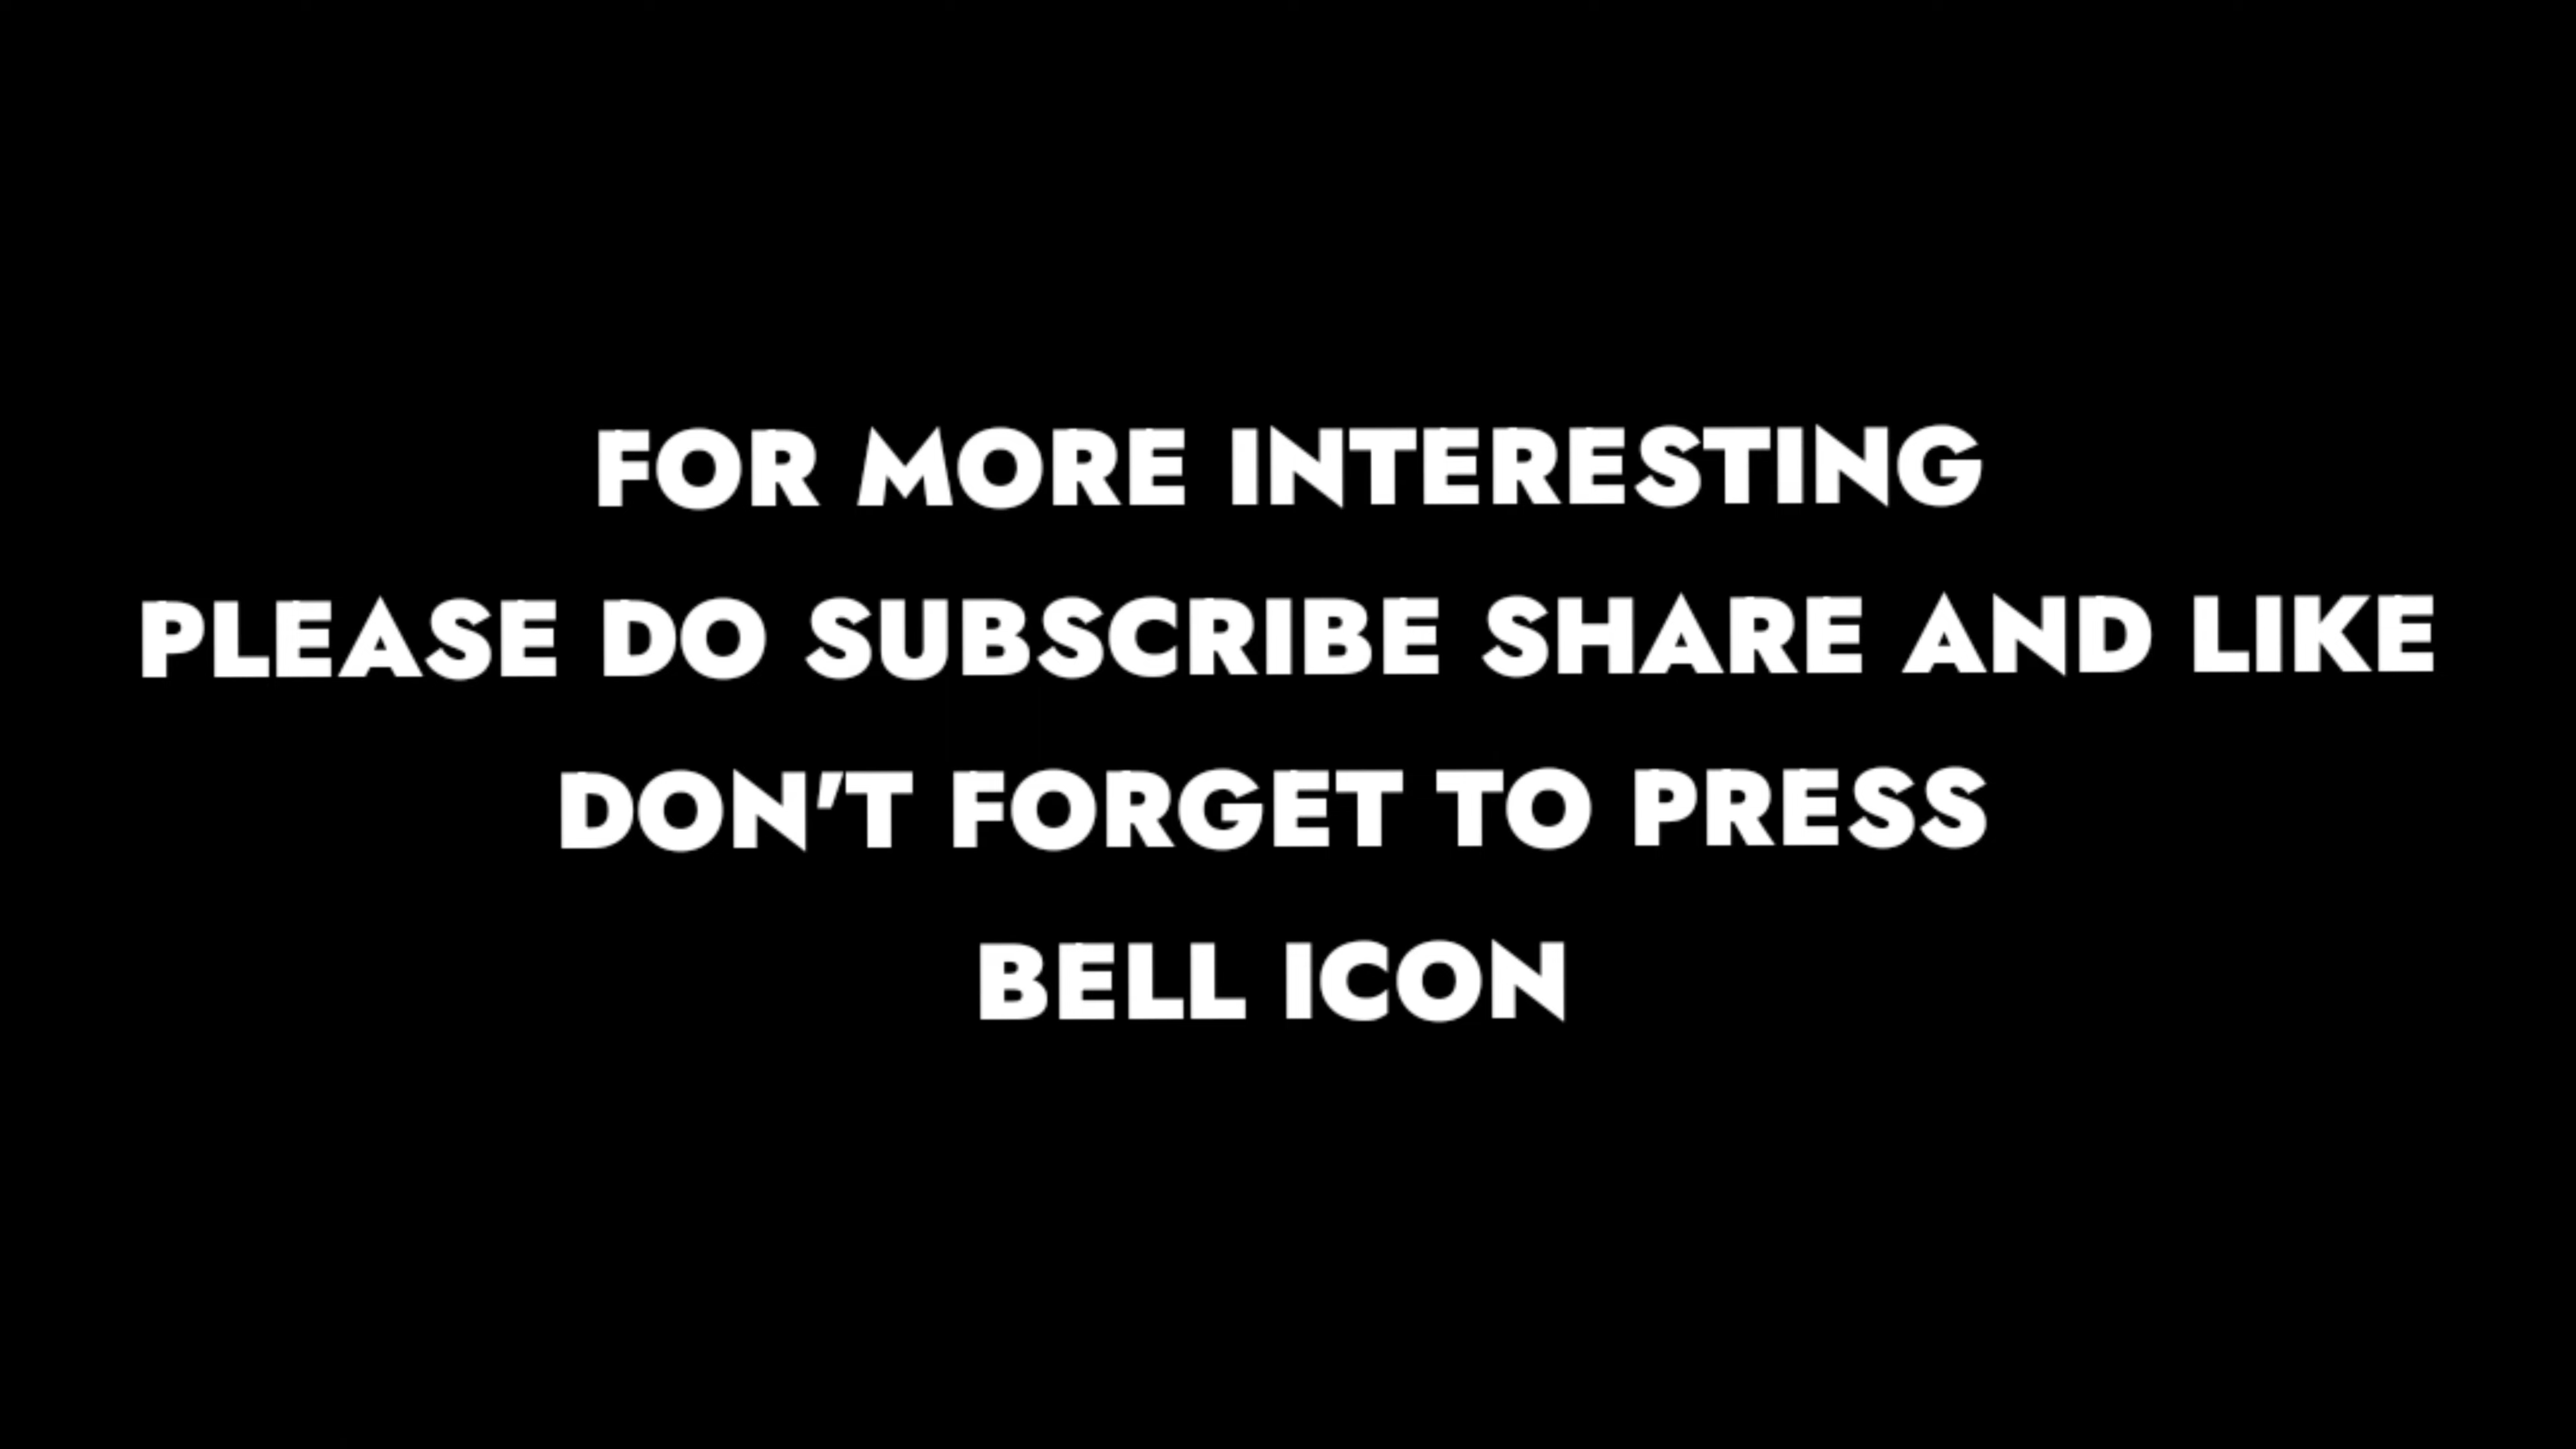 FOR MORE INTERESTING
PLEASE DO SUBSCRIBE SHARE AND LIKE
DON'T FORGET TO PRESS
BELL ICON